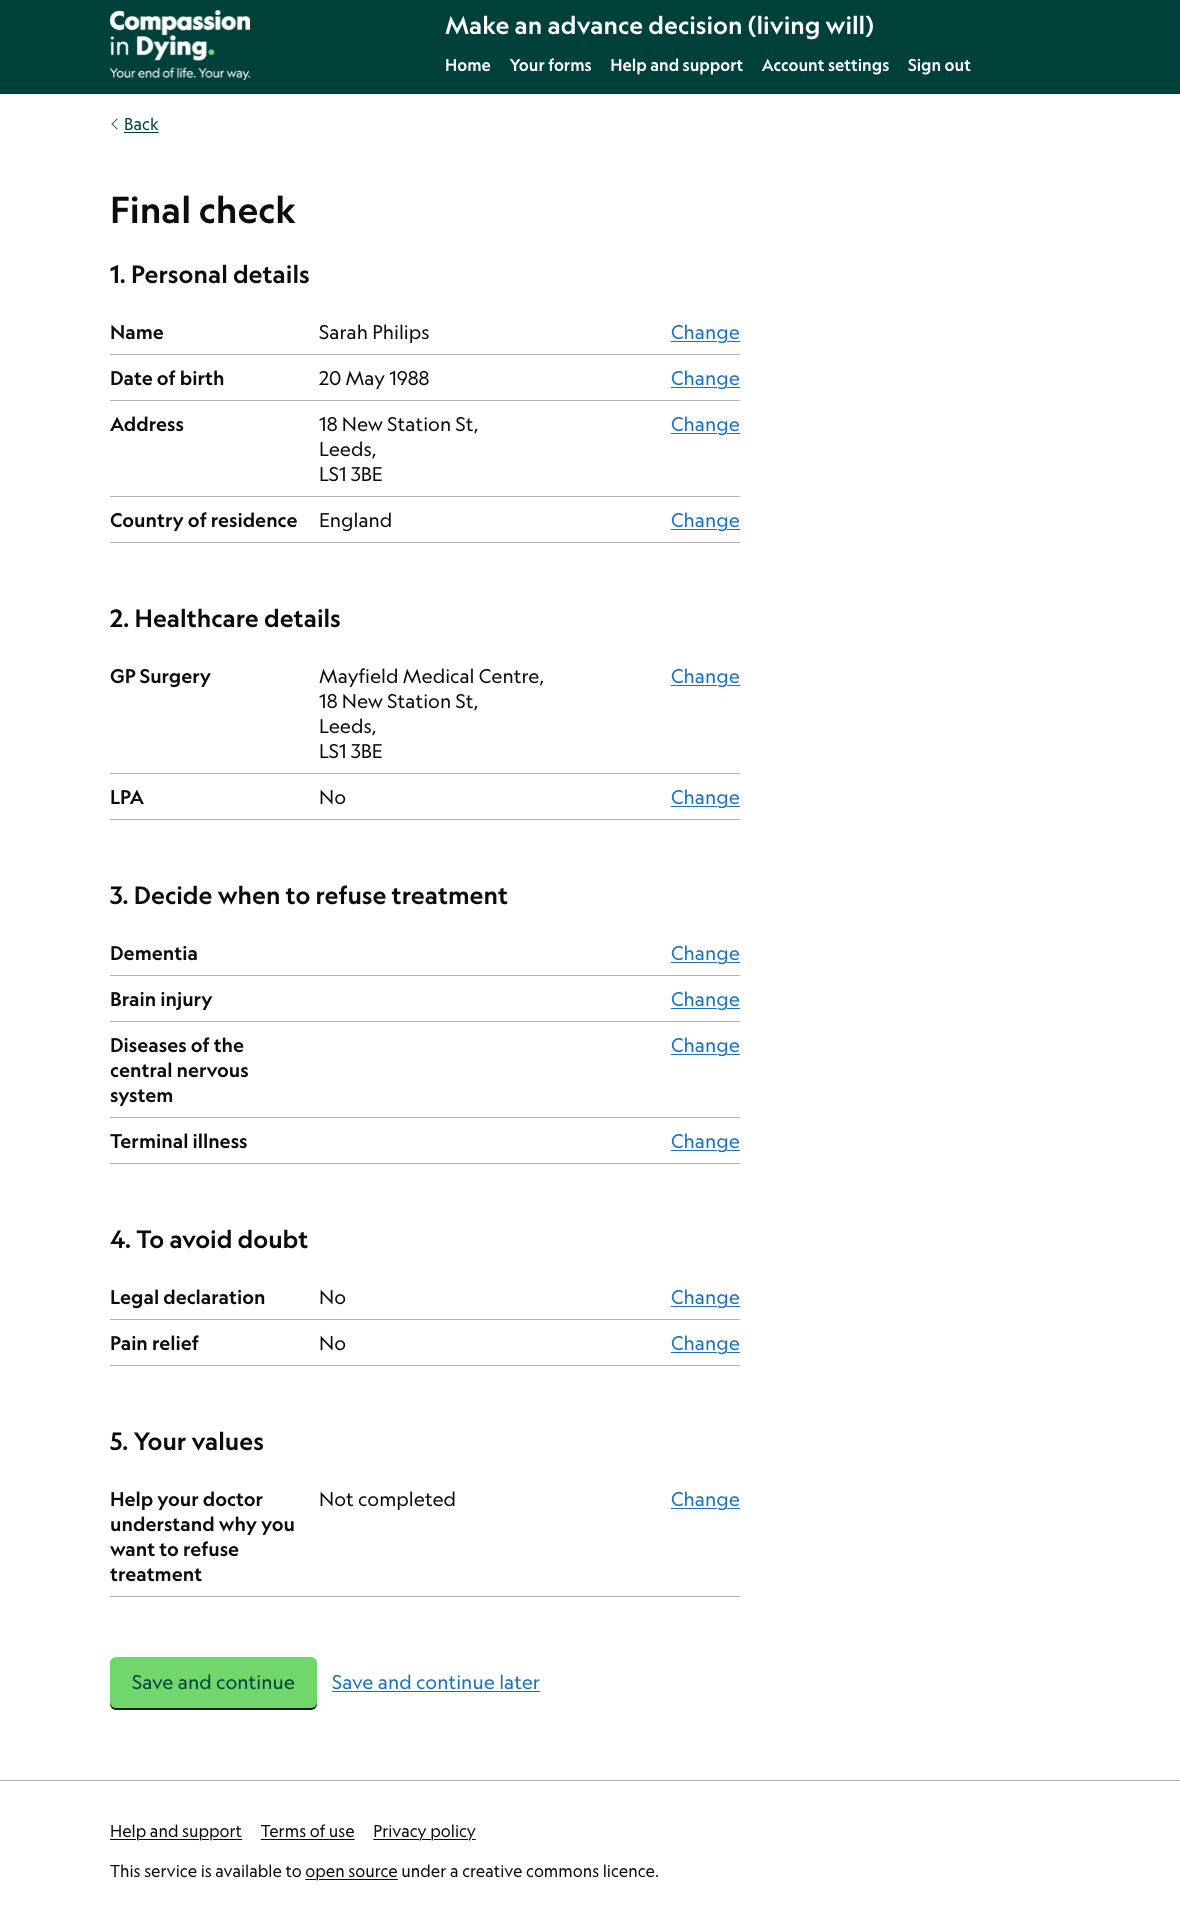 Compassion
in Dying.
Your end of life. Your way.
Make an advance decision (living will)
Home Your forms Help and support Account settings Sign out
Back
Final check
1. Personal details
Name Sarah Philips Change
Date of birth 20 May 1988 Change
Address 18 New Station St, Change
Leeds,
LS1 3BE
Country of residence England Change
2. Healthcare details
GP Surgery Mayfield Medical Centre, Change
18 New Station St,
Leeds,
LS1 3BE
LPA No Change
3. Decide when to refuse treatment
Dementia Change
Brain injury Change
Diseases of the Change
central nervous
system
Terminal illness Change
4. To avoid doubt
Legal declaration No Change
Pain relief No Change
5. Your values
Help your doctor Not completed Change
understand why you
want to refuse
treatment
Save and continue Save and continue later
Help and support Terms of use Privacy policy
This service is available to open source under a creative commons licence.